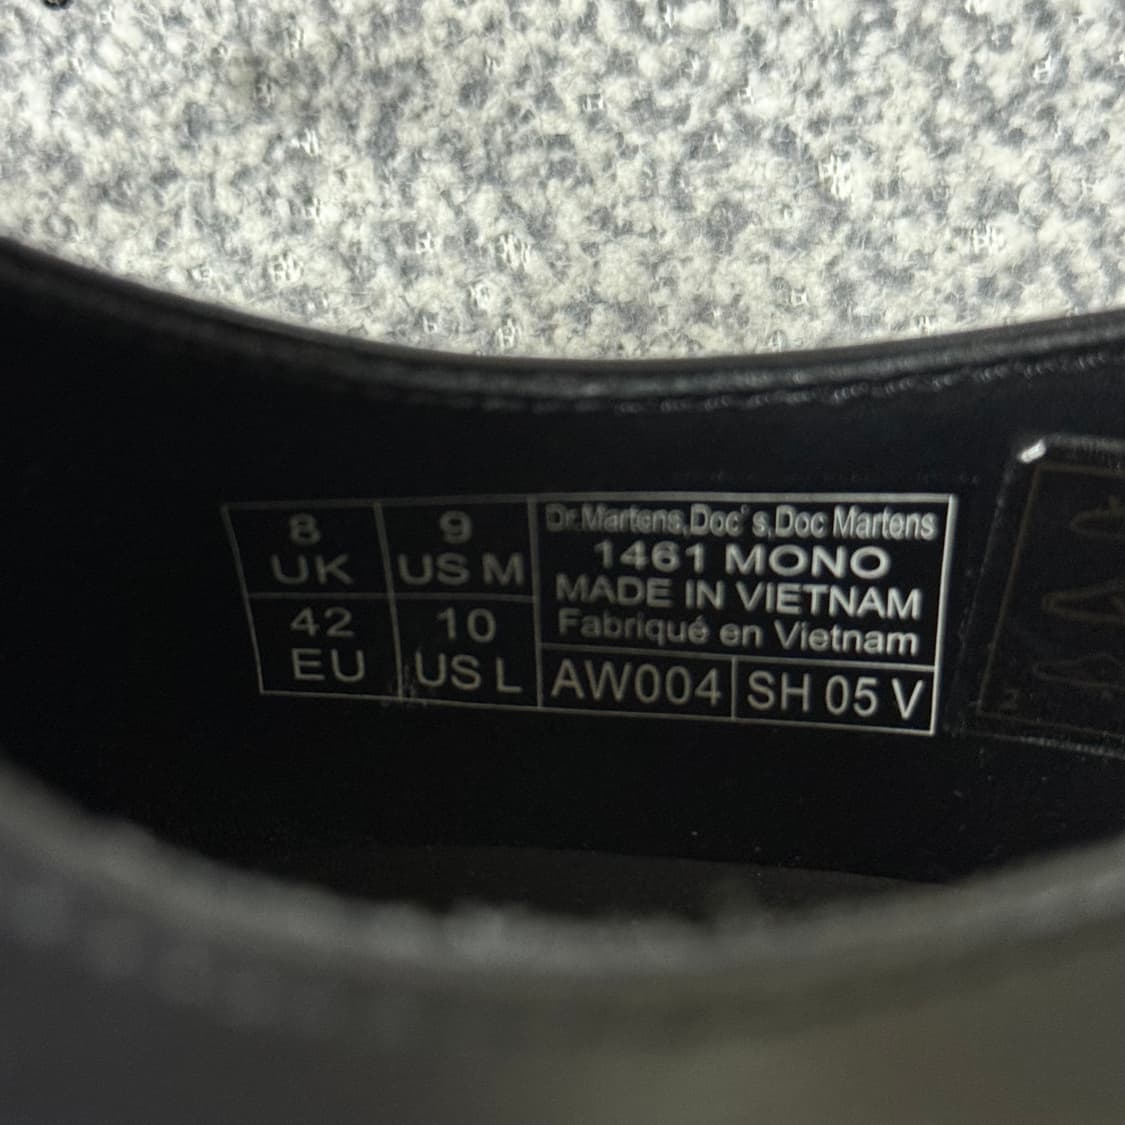 8
UK
9
US M
42
EU
10
US L
Dr.Martens,Doc's,Doc Martens
1461 MONO
MADE IN VIETNAM
Fabriqué en Vietnam
AW004
SH 05 V